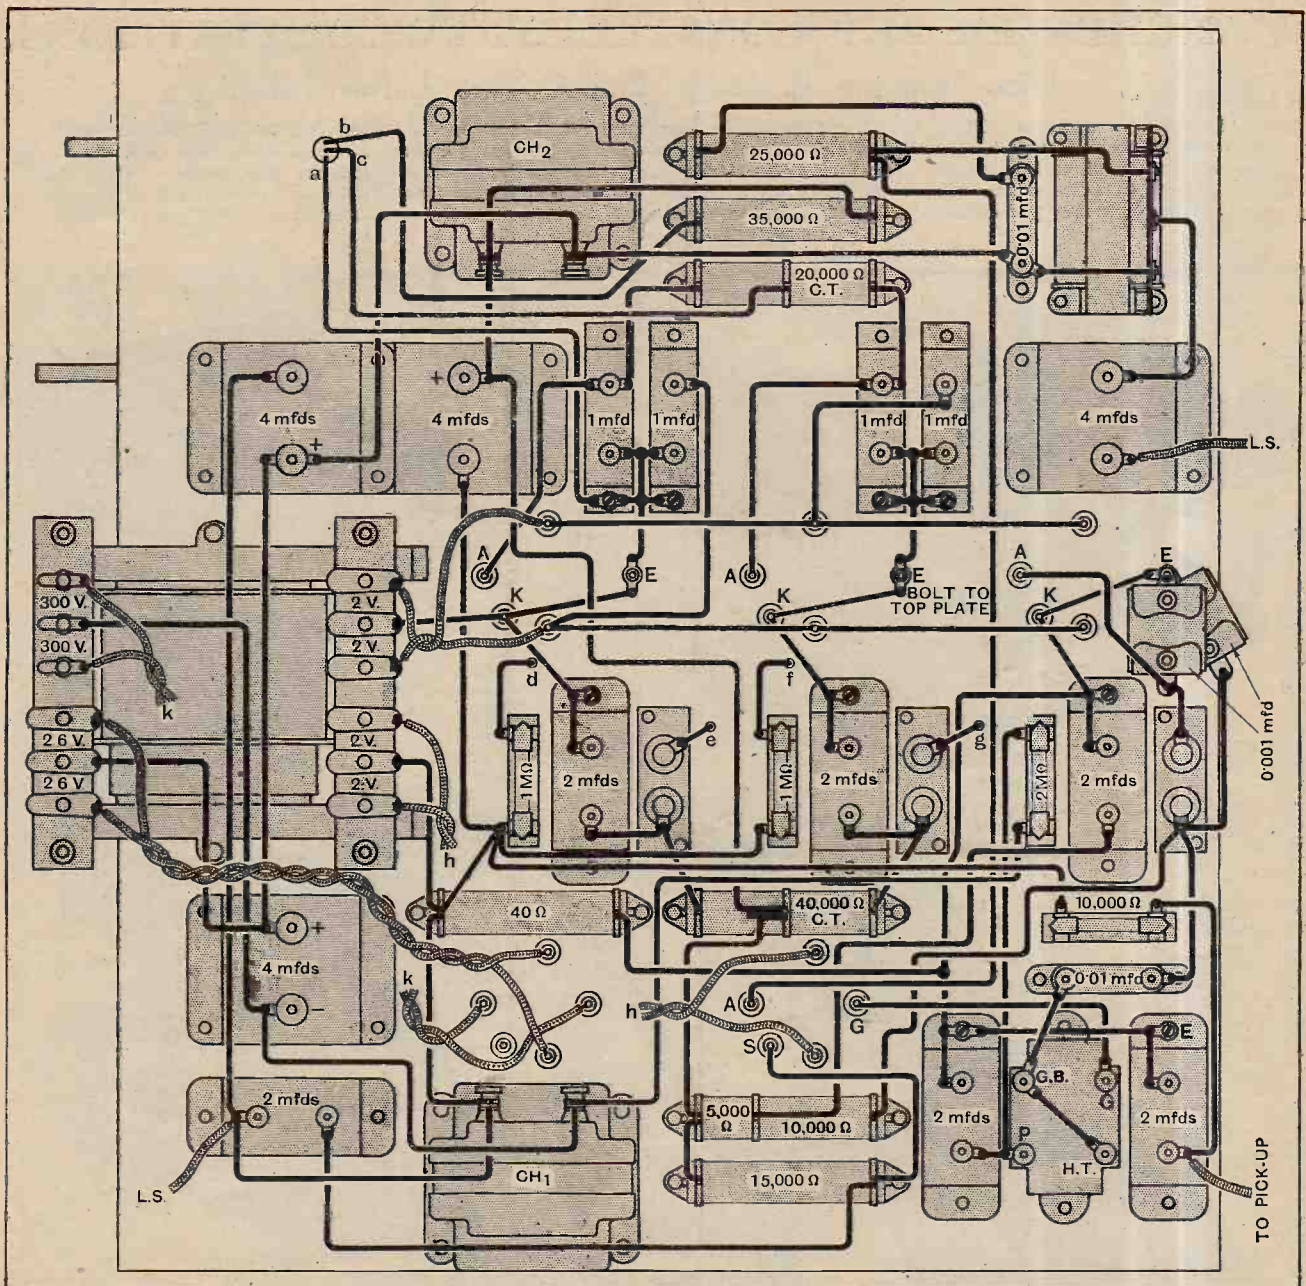 b
c
a
CH2
25,000 Ω
35,000 Ω
20,000 Ω
C.T.
0·01 mfd
4 mfds
+
+
4 mfds
1 mfd
1 mfd
1 mfd
1 mfd
4 mfds
L.S.
A
E
A
E
A
E
K
K
BOLT TO
TOP PLATE
K
300 V.
300 V.
2 V.
2 V.
k
d
f
0·001 mfd
2 6 V.
2 6 V
2 V.
2 V.
h
1 MΩ
2 mfds
e
1 MΩ
2 mfds
g
2 MΩ
2 mfds
40 Ω
40,000 Ω
C.T.
10,000 Ω
+
4 mfds
−
k
h
A
G
S
0·01 mfd
E
G.B.
G
2 mfds
P
H.T.
2 mfds
2 mfds
L.S.
CH1
5,000
Ω
10,000 Ω
15,000 Ω
TO PICK-UP